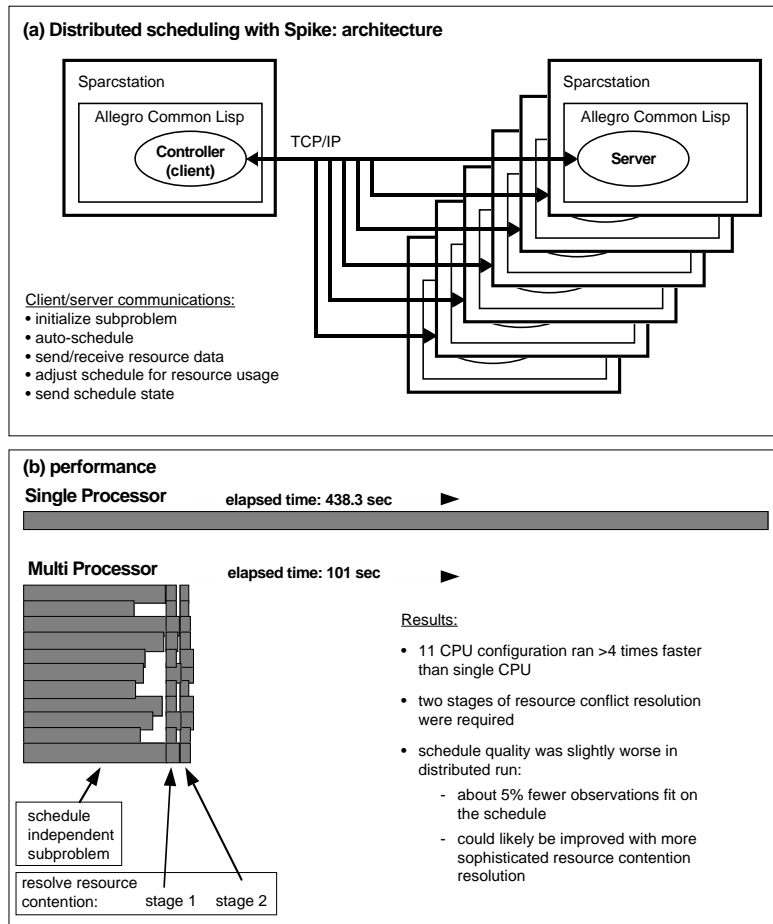 (a) Distributed scheduling with Spike: architecture
Sparcstation
Allegro Common Lisp
Controller
(client)
TCP/IP
Sparcstation
Allegro Common Lisp
Server
Client/server communications:
• initialize subproblem
• auto-schedule
• send/receive resource data
• adjust schedule for resource usage
• send schedule state
(b) performance
Single Processor
elapsed time: 438.3 sec
Multi Processor
elapsed time: 101 sec
Results:
• 11 CPU configuration ran >4 times faster
than single CPU
• two stages of resource conflict resolution
were required
• schedule quality was slightly worse in
distributed run:
- about 5% fewer observations fit on
the schedule
- could likely be improved with more
sophisticated resource contention
resolution
schedule
independent
subproblem
resolve resource
contention: stage 1 stage 2